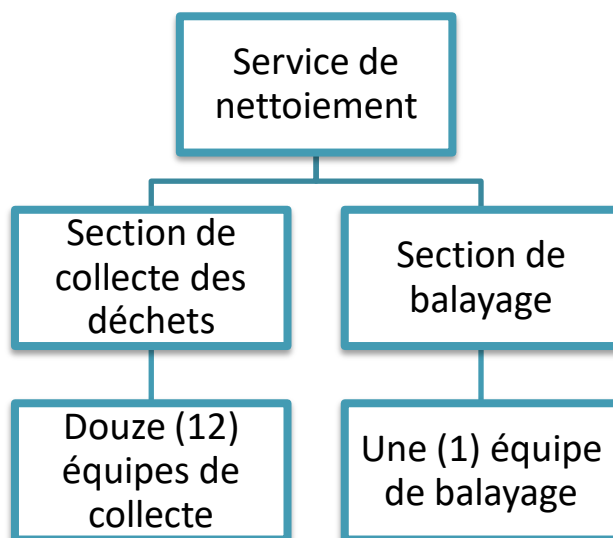 Service de
nettoiement
Section de
collecte des
déchets
Section de
balayage
Douze (12)
équipes de
collecte
Une (1) équipe
de balayage